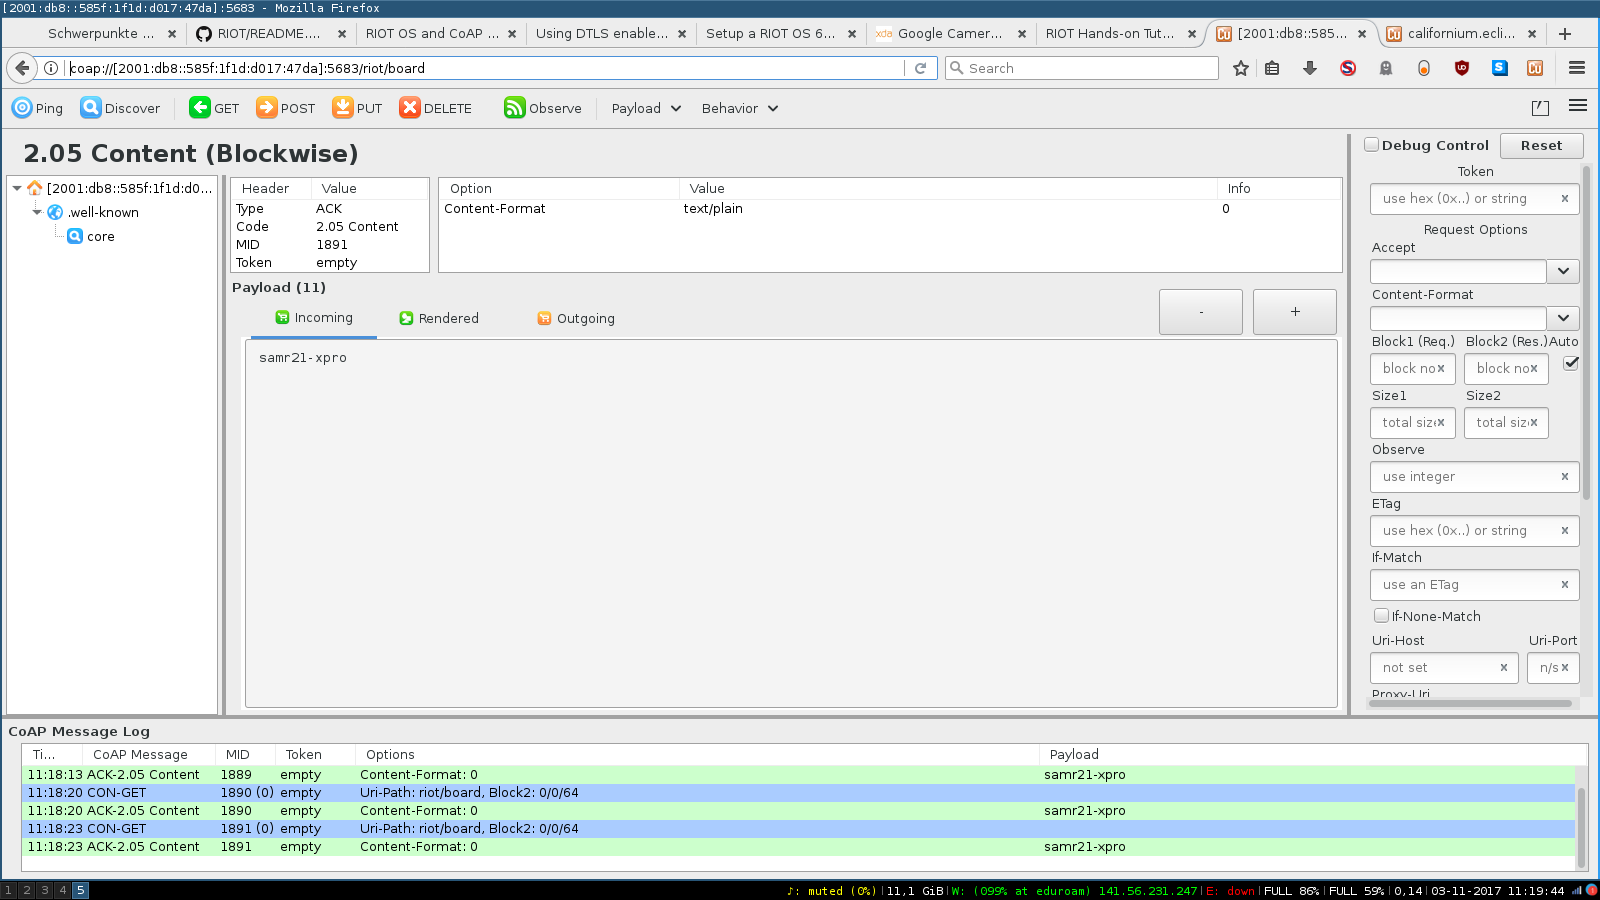 [2001:db8::585f:1f1d:d017:47da]:5683 - Mozilla Firefox
Schwerpunkte ...
RIOT/README....
RIOT OS and CoAP ...
Using DTLS enable...
Setup a RIOT OS 6...
xda Google Camer...
RIOT Hands-on Tut...
[2001:db8::585...
californium.ecli...
coap://[2001:db8::585f:1f1d:d017:47da]:5683/riot/board
Search
Ping Discover GET POST PUT DELETE Observe Payload Behavior
2.05 Content (Blockwise)
[2001:db8::585f:1f1d:d0...
.well-known
core
Header Value
Type ACK
Code 2.05 Content
MID 1891
Token empty
Option Value Info
Content-Format text/plain 0
Payload (11)
Incoming Rendered Outgoing
- +
samr21-xpro
Debug Control Reset
Token
use hex (0x..) or string
Request Options
Accept
Content-Format
Block1 (Req.) Block2 (Res.) Auto
block no block no
Size1 Size2
total siz total siz
Observe
use integer
ETag
use hex (0x..) or string
If-Match
use an ETag
If-None-Match
Uri-Host Uri-Port
not set n/s
Proxy-Uri
CoAP Message Log
Ti... CoAP Message MID Token Options Payload
11:18:13 ACK-2.05 Content 1889 empty Content-Format: 0 samr21-xpro
11:18:20 CON-GET 1890 (0) empty Uri-Path: riot/board, Block2: 0/0/64
11:18:20 ACK-2.05 Content 1890 empty Content-Format: 0 samr21-xpro
11:18:23 CON-GET 1891 (0) empty Uri-Path: riot/board, Block2: 0/0/64
11:18:23 ACK-2.05 Content 1891 empty Content-Format: 0 samr21-xpro
1 2 3 4 5
♪: muted (0%)|11,1 GiB|W: (099% at eduroam) 141.56.231.247|E: down|FULL 86%|FULL 59%|0,14|03-11-2017 11:19:44